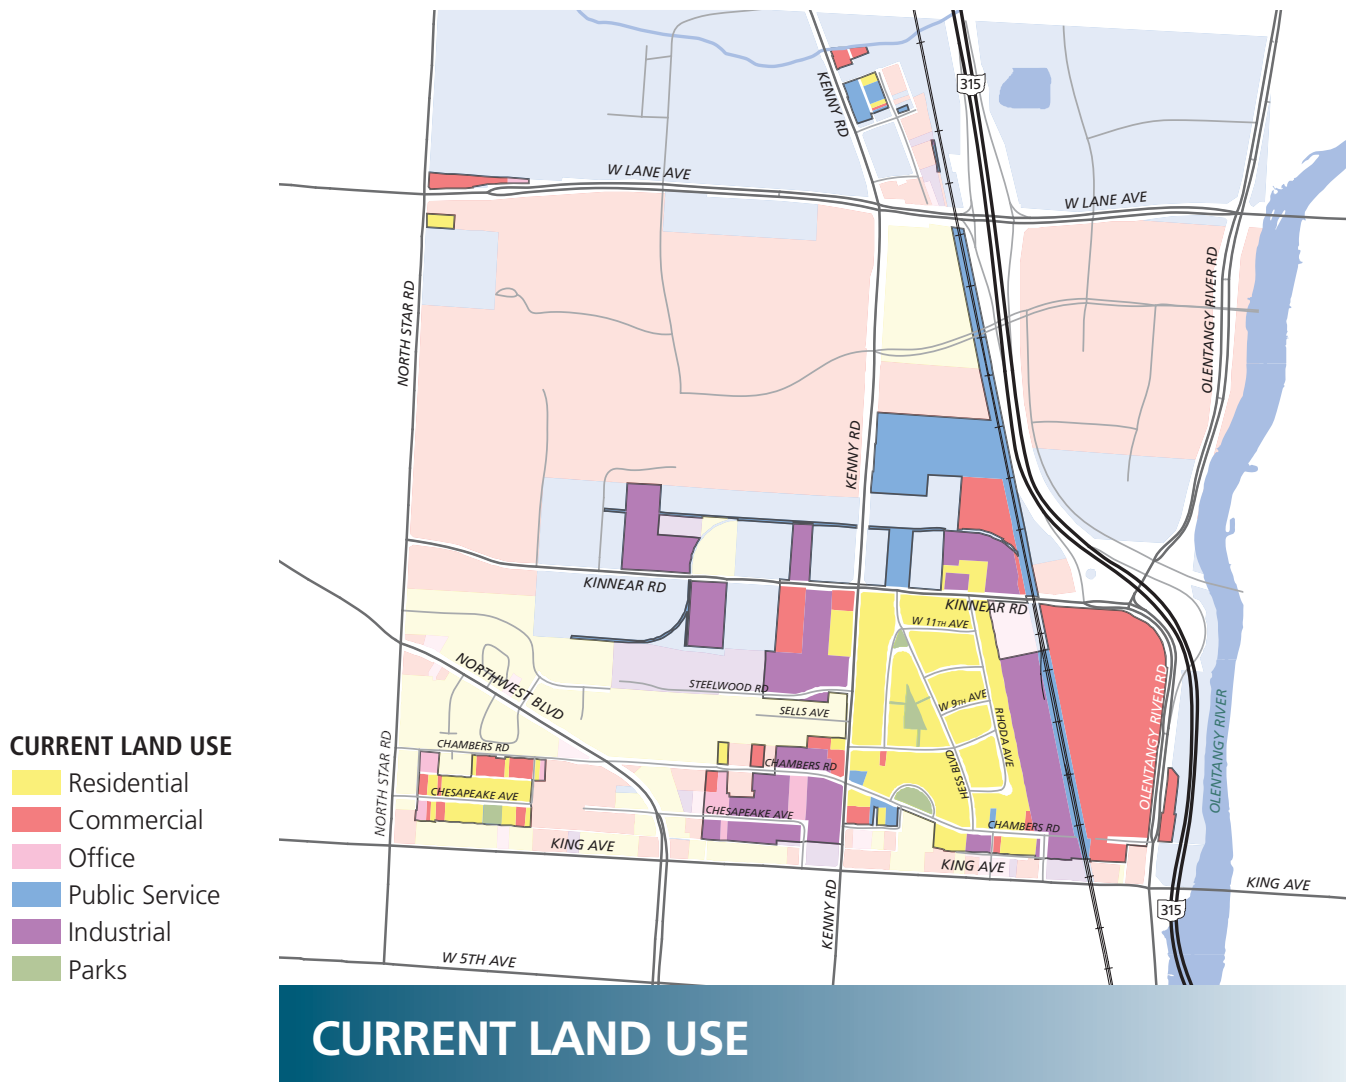 315
KENNY RD
W LANE AVE
W LANE AVE
OLENTANGY RIVER RD
NORTH STAR RD
KENNY RD
KINNEAR RD
KINNEAR RD
W 11TH AVE
NORTHWEST BLVD
STEELWOOD RD
SELLS AVE
W 9TH AVE
RHODA AVE
HESS BLVD
OLENTANGY RIVER RD
OLENTANGY RIVER
NORTH STAR RD
CHAMBERS RD
CHAMBERS RD
CHESAPEAKE AVE
CHESAPEAKE AVE
CHAMBERS RD
KING AVE
KING AVE
KING AVE
KENNY RD
315
W 5TH AVE
CURRENT LAND USE
Residential
Commercial
Office
Public Service
Industrial
Parks
CURRENT LAND USE